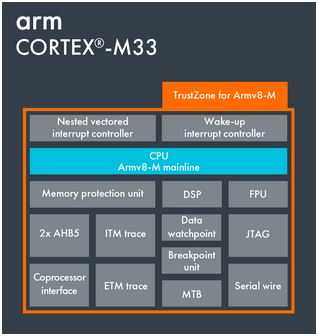 arm
CORTEX®-M33
TrustZone for Armv8-M
Nested vectored
interrupt controller
Wake-up
interrupt controller
CPU
Armv8-M mainline
Memory protection unit
DSP
FPU
2x AHB5
ITM trace
Data
watchpoint
JTAG
Breakpoint
unit
Coprocessor
interface
ETM trace
MTB
Serial wire